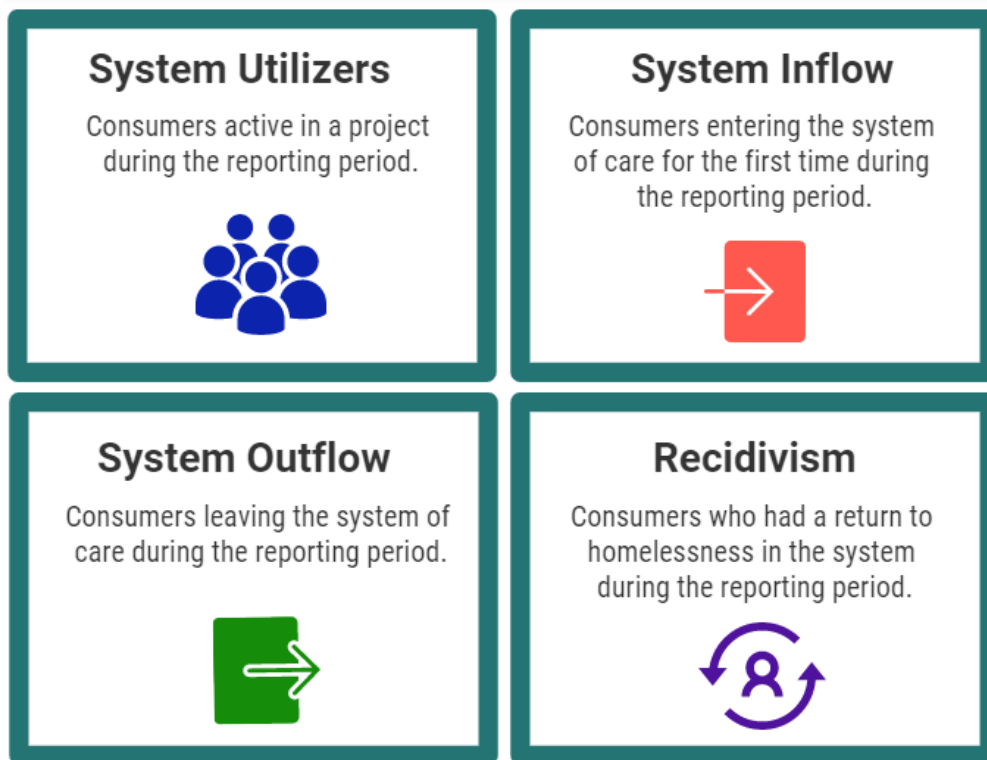 System Utilizers
Consumers active in a project
during the reporting period.
System Inflow
Consumers entering the system
of care for the first time during
the reporting period.
System Outflow
Consumers leaving the system of
care during the reporting period.
Recidivism
Consumers who had a return to
homelessness in the system
during the reporting period.